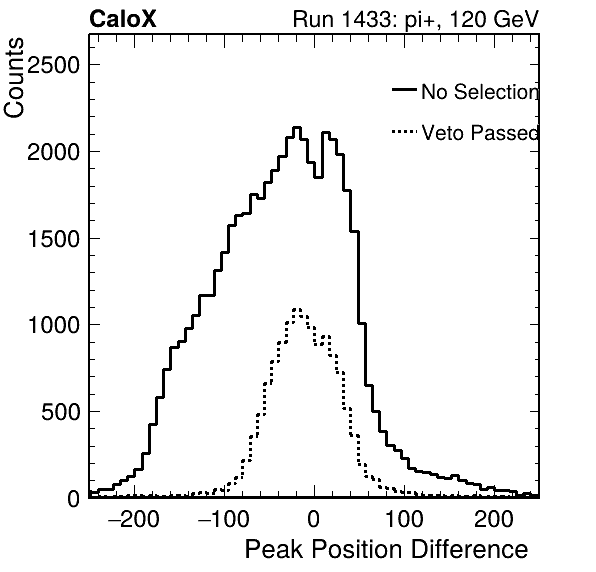 CaloX Run 1433: pi+, 120 GeV
Counts
2500
2000
1500
1000
500
0
No Selection
Veto Passed
−200 −100 0 100 200
Peak Position Difference